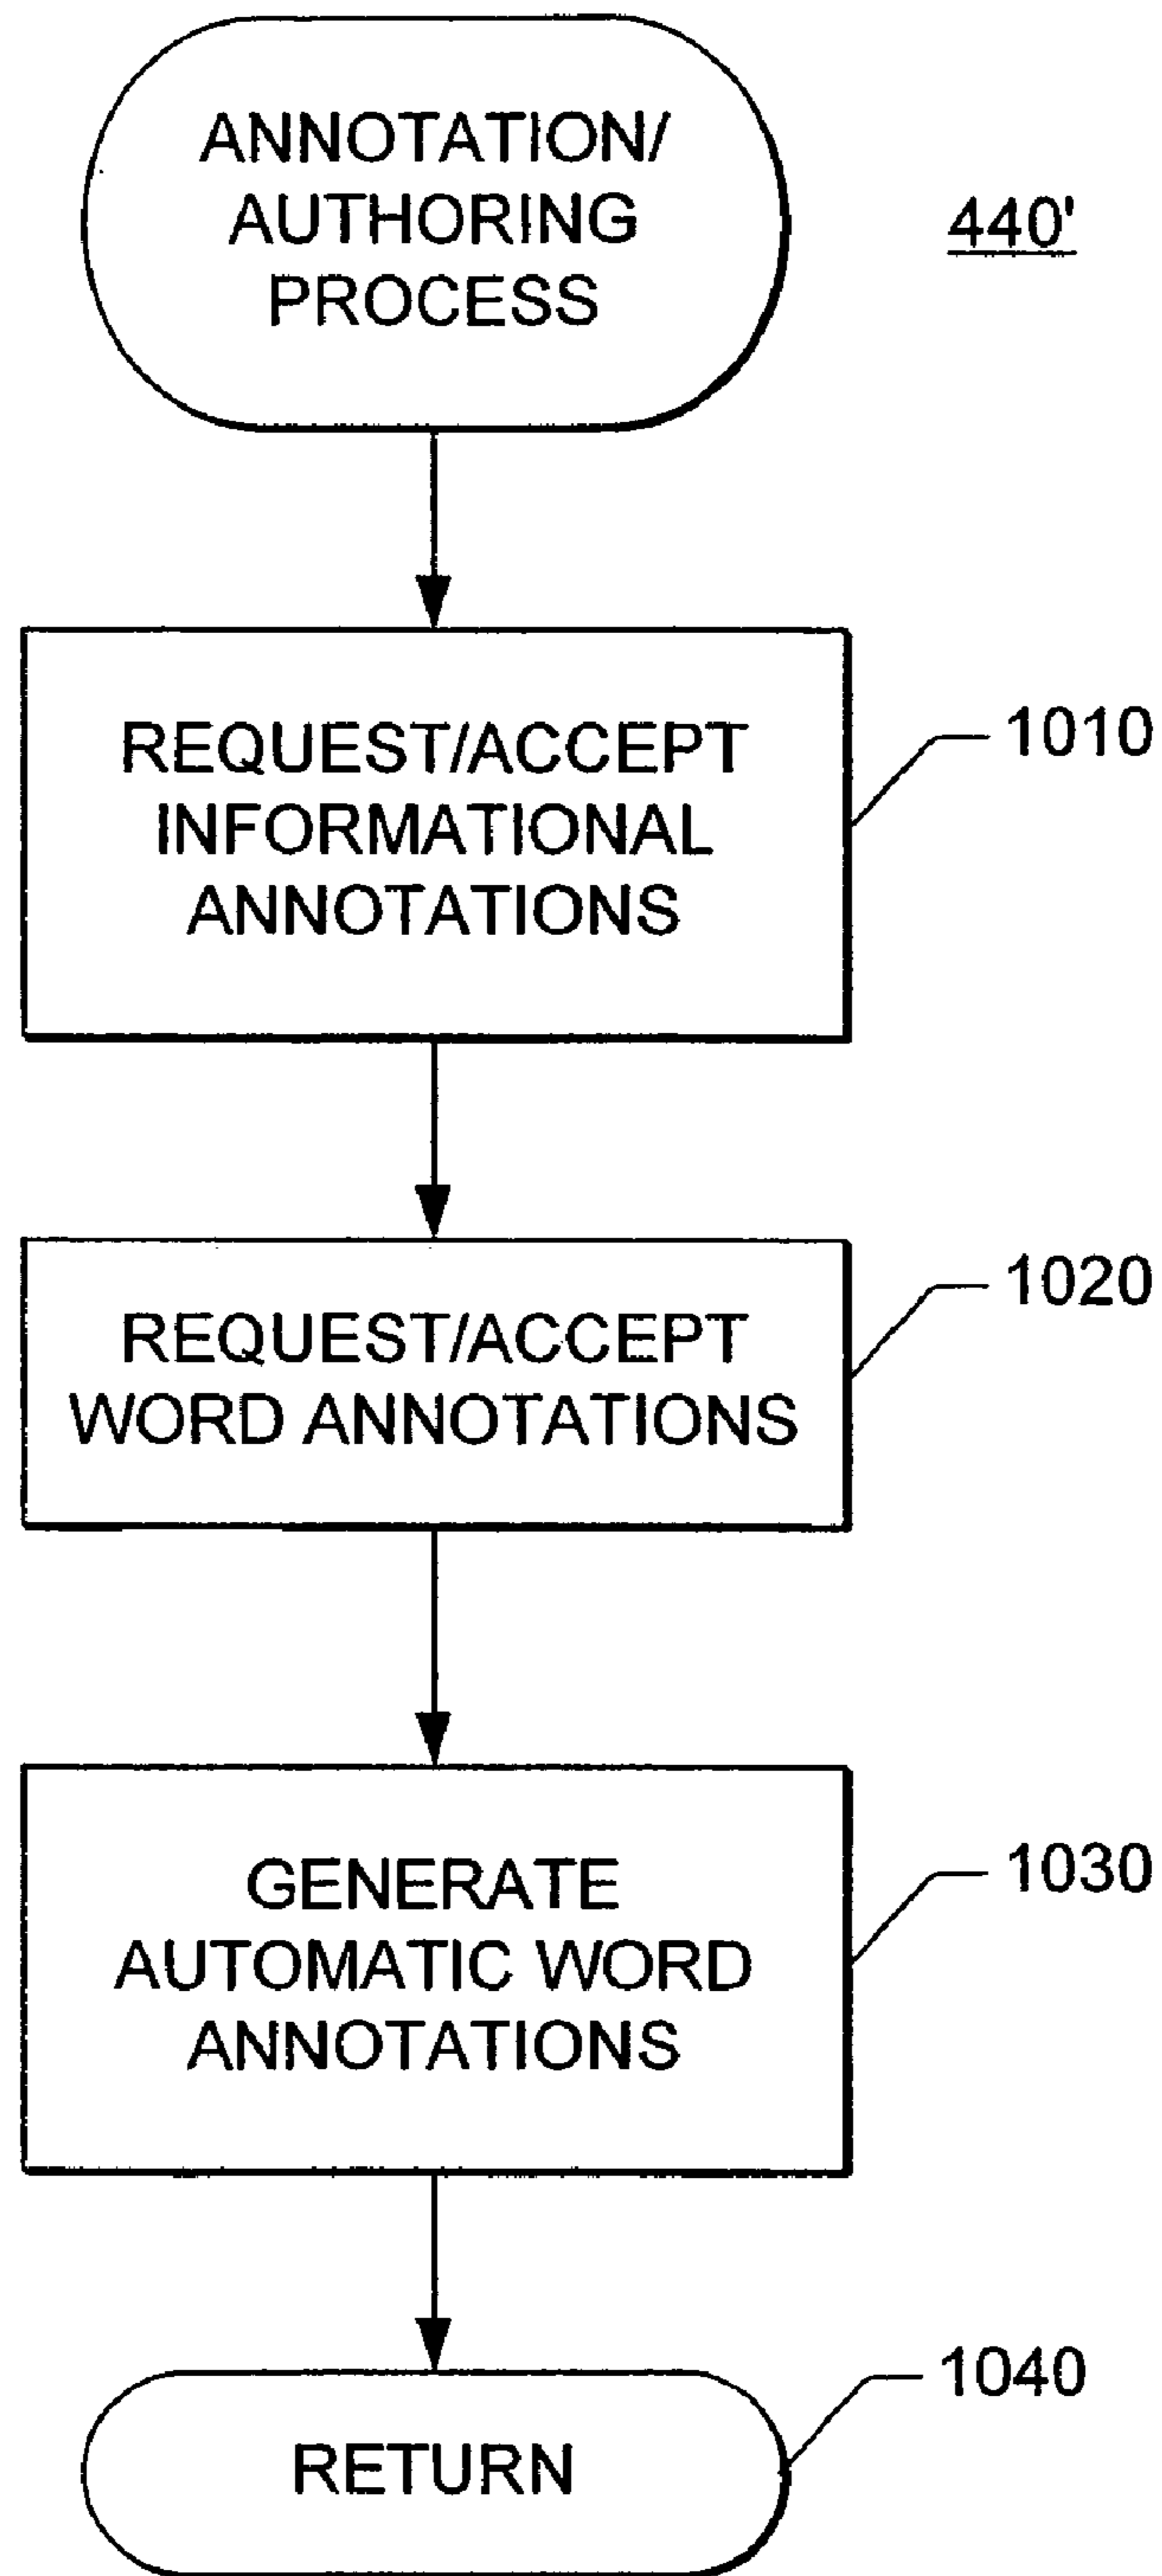 ANNOTATION/
AUTHORING
PROCESS
440'
REQUEST/ACCEPT
INFORMATIONAL
ANNOTATIONS
1010
REQUEST/ACCEPT
WORD ANNOTATIONS
1020
GENERATE
AUTOMATIC WORD
ANNOTATIONS
1030
RETURN
1040